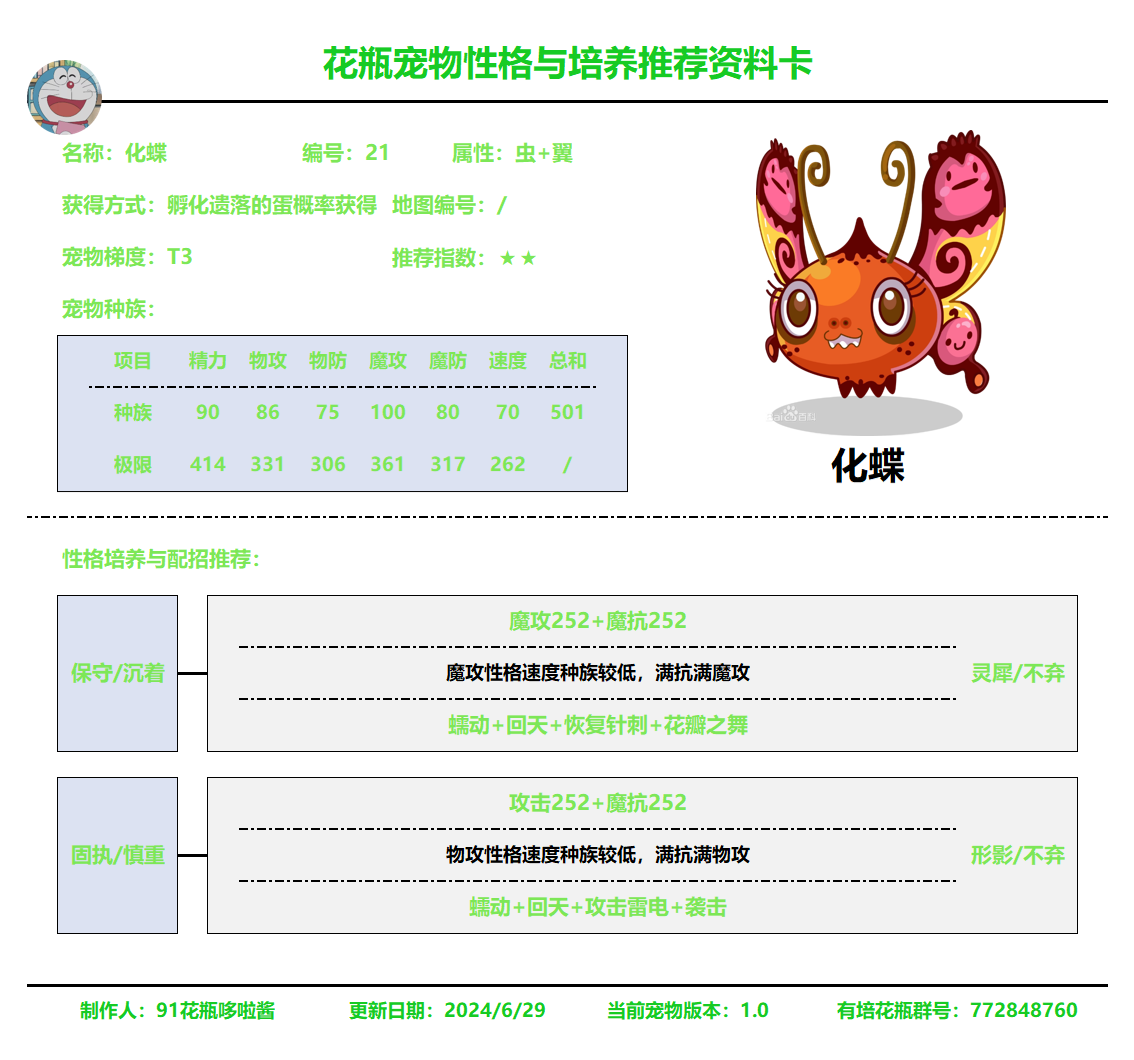 花瓶宠物性格与培养推荐资料卡
名称：化蝶 编号：21 属性：虫+翼
获得方式：孵化遗落的蛋概率获得 地图编号：/
宠物梯度：T3 推荐指数：★★
宠物种族：
项目 精力 物攻 物防 魔攻 魔防 速度 总和
种族 90 86 75 100 80 70 501
极限 414 331 306 361 317 262 /
Baidu百科
化蝶
性格培养与配招推荐：
魔攻252+魔抗252
保守/沉着 魔攻性格速度种族较低，满抗满魔攻 灵犀/不弃
蠕动+回天+恢复针刺+花瓣之舞
攻击252+魔抗252
固执/慎重 物攻性格速度种族较低，满抗满物攻 形影/不弃
蠕动+回天+攻击雷电+袭击
制作人：91花瓶哆啦酱 更新日期：2024/6/29 当前宠物版本：1.0 有培花瓶群号：772848760